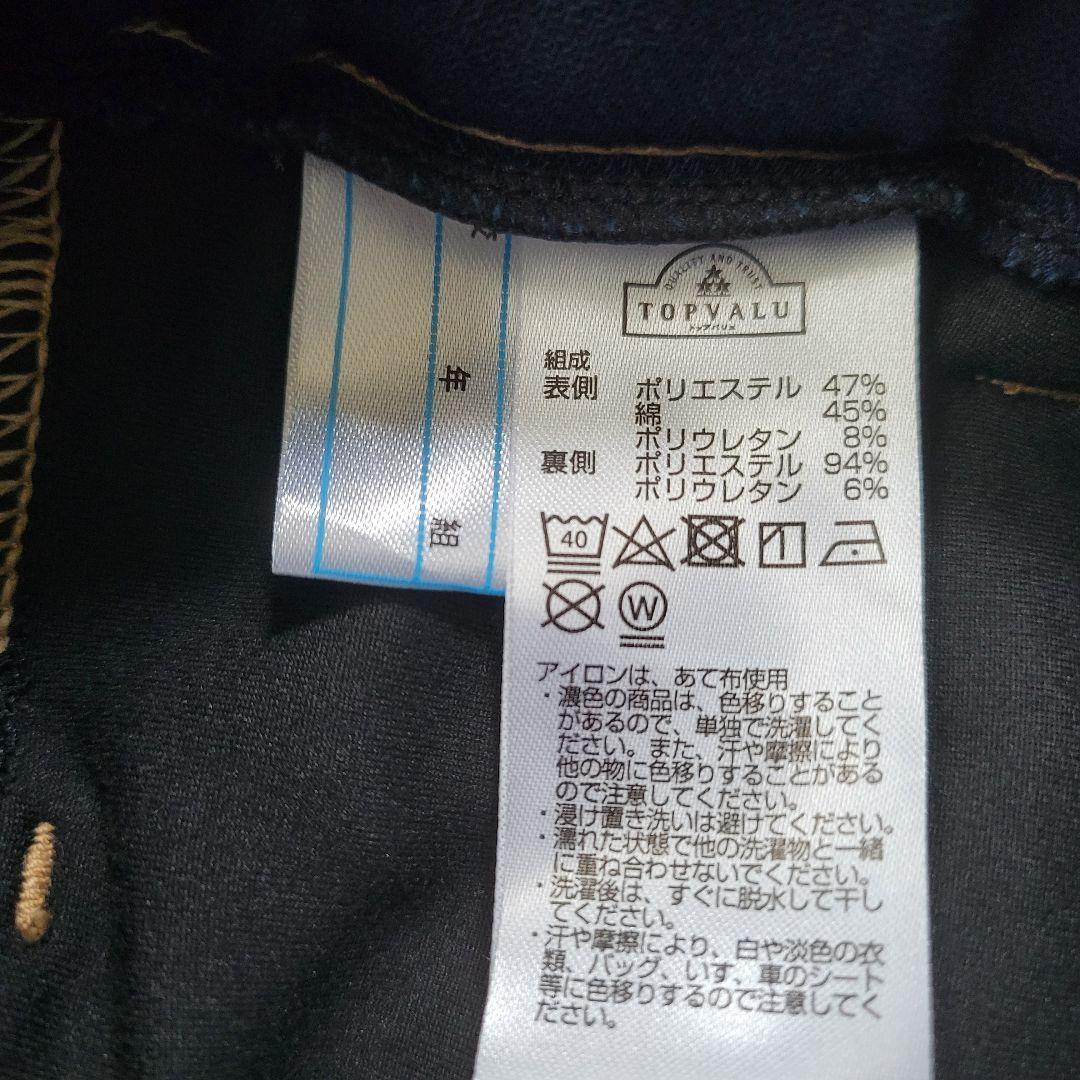 QUALITY AND TRUST
TOPVALU
トップバリュ
組成
表側 ポリエステル 47%
綿 45%
ポリウレタン 8%
裏側 ポリエステル 94%
ポリウレタン 6%
40
W
アイロンは、あて布使用
・濃色の商品は、色移りすること
があるので、単独で洗濯してく
ださい。また、汗や摩擦により
他の物に色移りすることがある
ので注意してください。
・浸け置き洗いは避けてください。
・濡れた状態で他の洗濯物と一緒
に重ね合わせないでください。
・洗濯後は、すぐに脱水して干し
てください。
・汗や摩擦により、白や淡色の衣
類、バッグ、いす、車のシート
等に色移りするので注意してく
ださい。
年
組